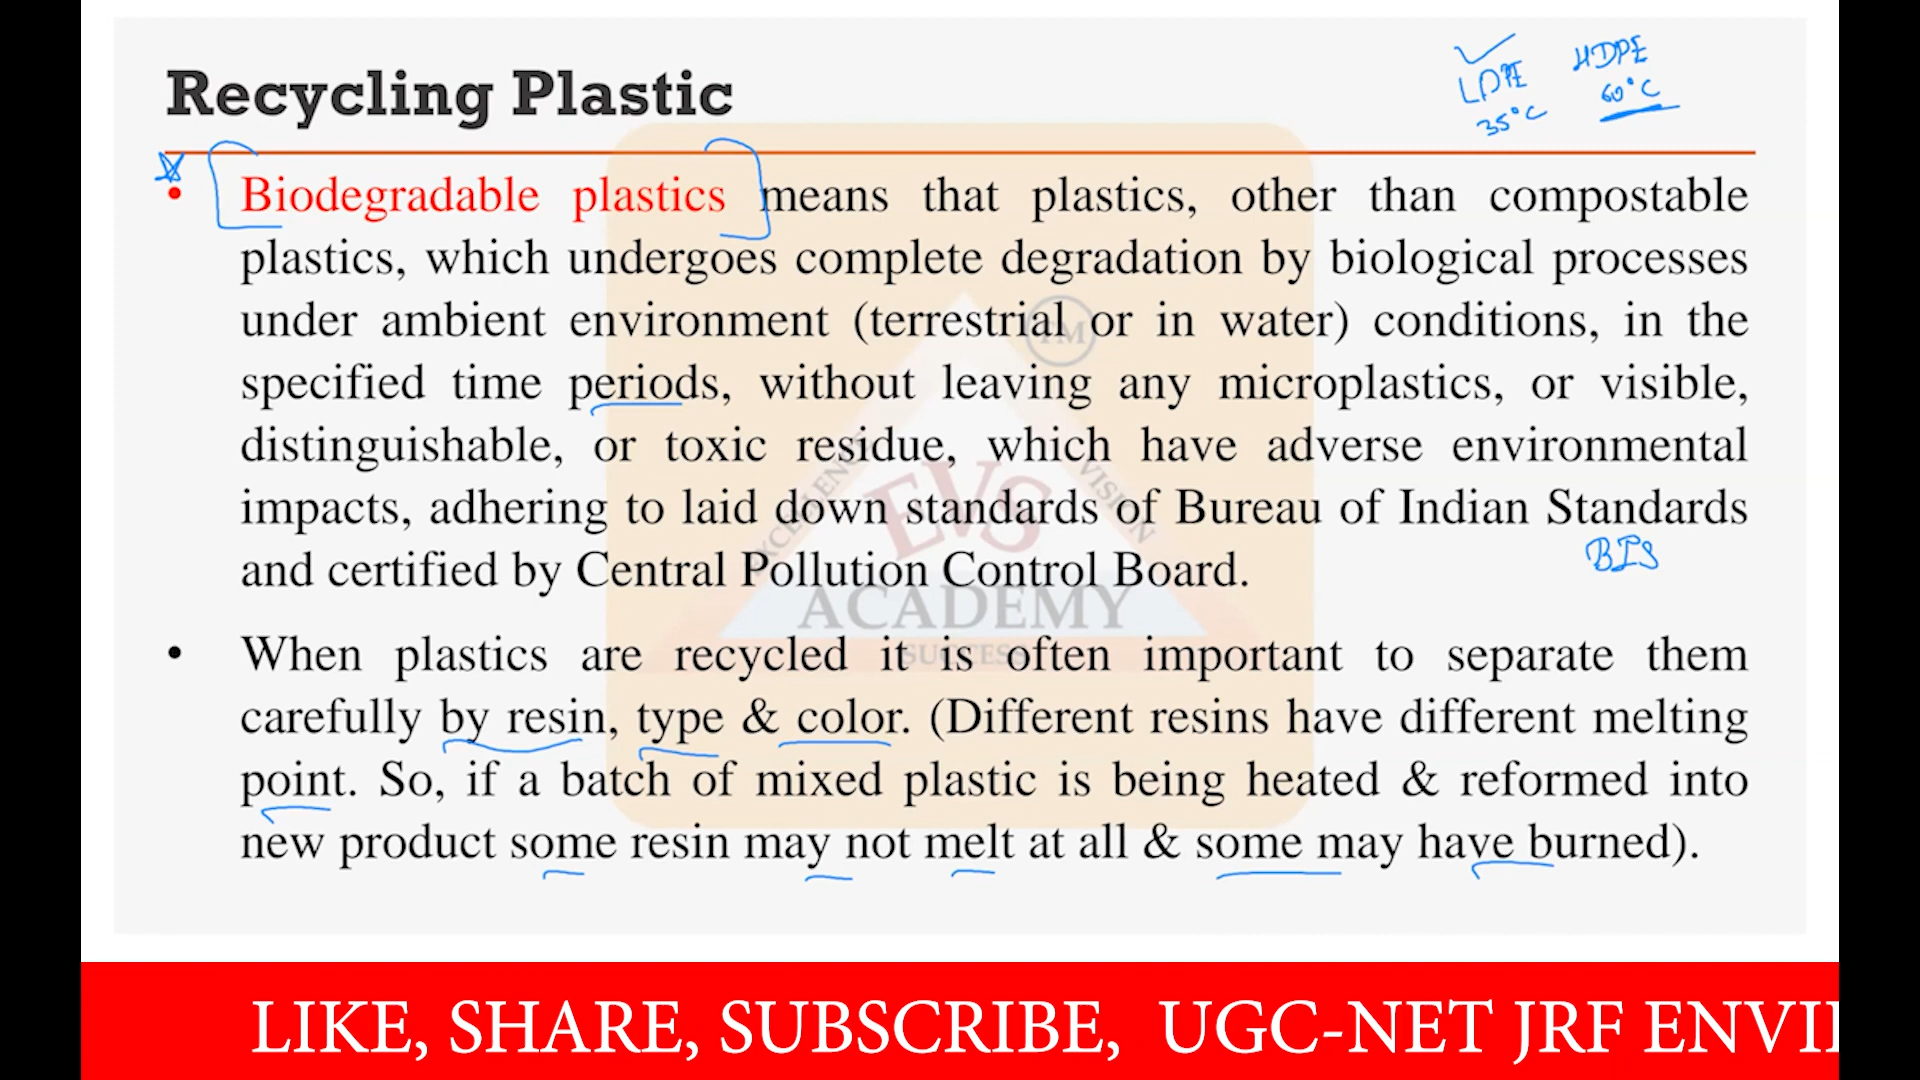 Recycling Plastic
LDPE HDPE
35°C 60°C
• Biodegradable plastics means that plastics, other than compostable
plastics, which undergoes complete degradation by biological processes
under ambient environment (terrestrial or in water) conditions, in the
specified time periods, without leaving any microplastics, or visible,
distinguishable, or toxic residue, which have adverse environmental
impacts, adhering to laid down standards of Bureau of Indian Standards
BIS
and certified by Central Pollution Control Board.
• When plastics are recycled it is often important to separate them
carefully by resin, type & color. (Different resins have different melting
point. So, if a batch of mixed plastic is being heated & reformed into
new product some resin may not melt at all & some may have burned).
TM
EXCELLENCE
VISION
EVS
ACADEMY
SUCCESS
LIKE, SHARE, SUBSCRIBE, UGC-NET JRF ENVI